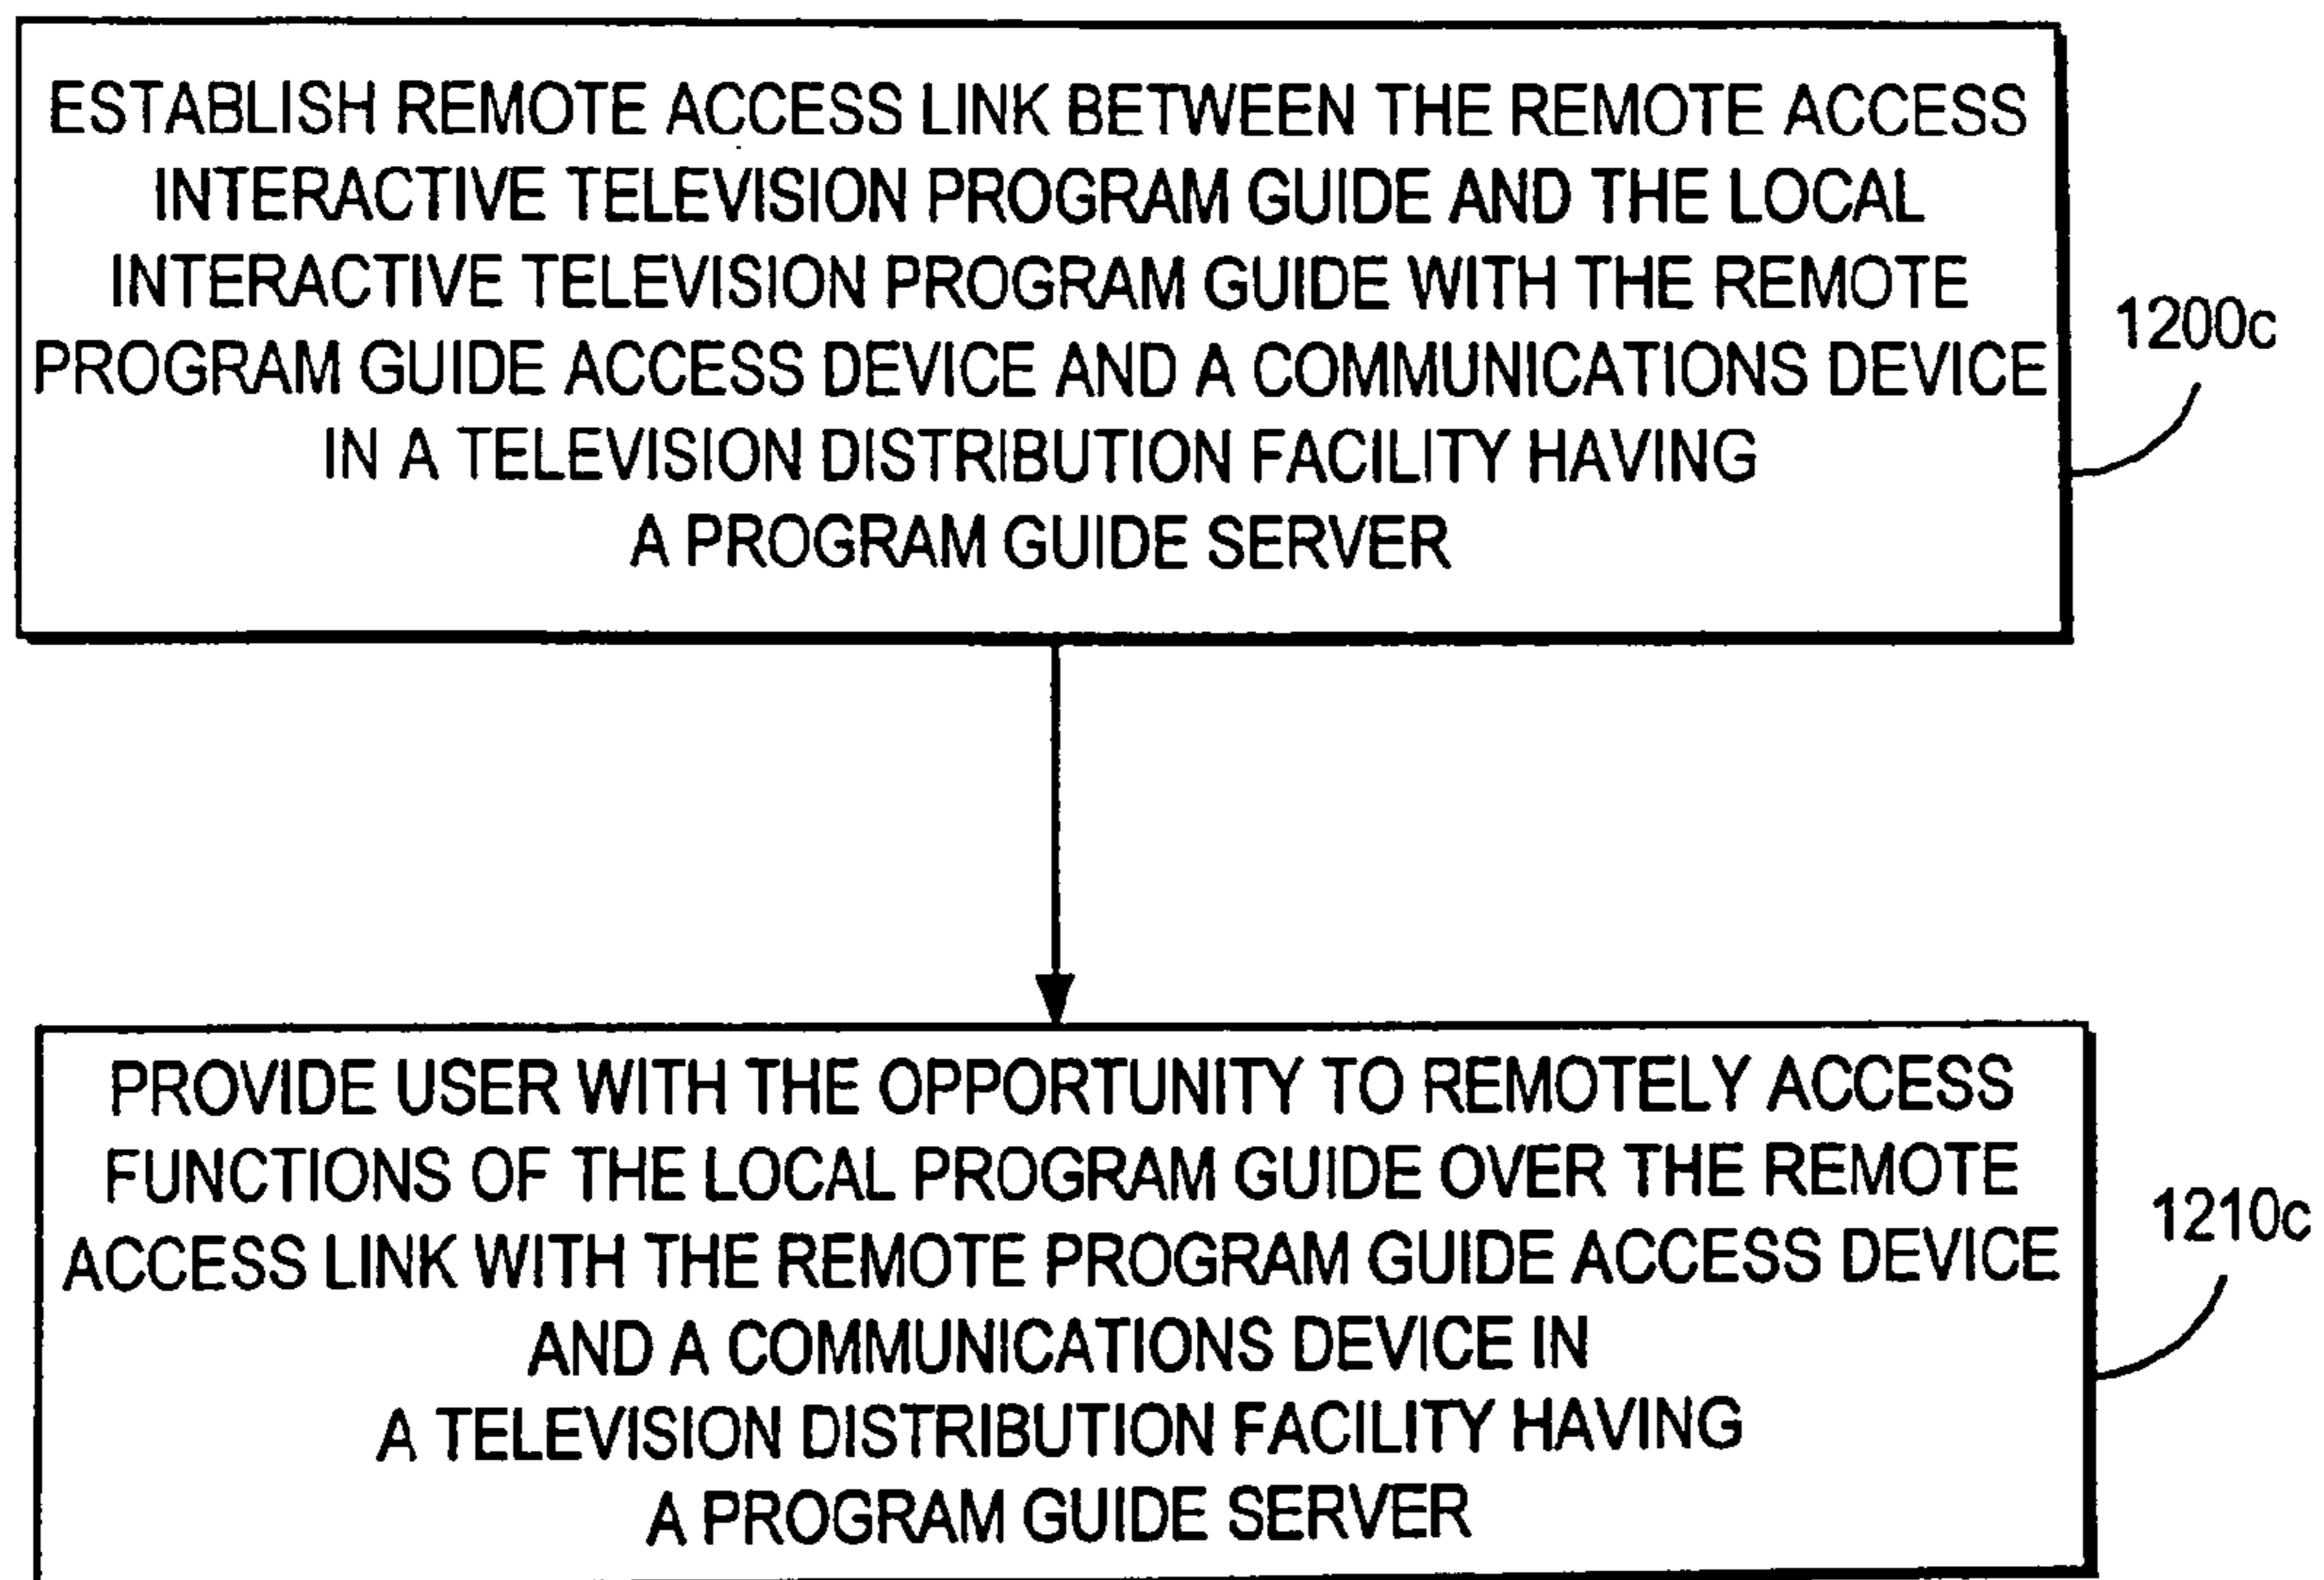 ESTABLISH REMOTE ACCESS LINK BETWEEN THE REMOTE ACCESS
INTERACTIVE TELEVISION PROGRAM GUIDE AND THE LOCAL
INTERACTIVE TELEVISION PROGRAM GUIDE WITH THE REMOTE
PROGRAM GUIDE ACCESS DEVICE AND A COMMUNICATIONS DEVICE
IN A TELEVISION DISTRIBUTION FACILITY HAVING
A PROGRAM GUIDE SERVER
1200c
PROVIDE USER WITH THE OPPORTUNITY TO REMOTELY ACCESS
FUNCTIONS OF THE LOCAL PROGRAM GUIDE OVER THE REMOTE
ACCESS LINK WITH THE REMOTE PROGRAM GUIDE ACCESS DEVICE
AND A COMMUNICATIONS DEVICE IN
A TELEVISION DISTRIBUTION FACILITY HAVING
A PROGRAM GUIDE SERVER
1210c